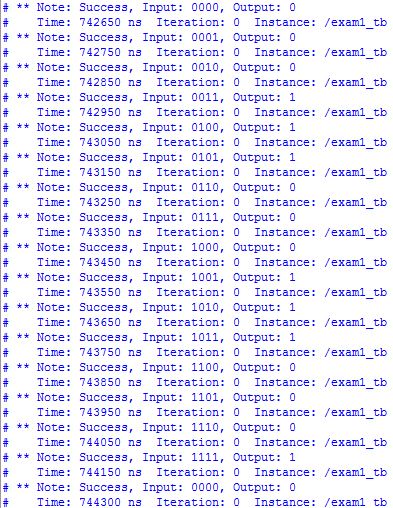 # ** Note: Success, Input: 0000, Output: 0
#    Time: 742650 ns  Iteration: 0  Instance: /exam1_tb
# ** Note: Success, Input: 0001, Output: 0
#    Time: 742750 ns  Iteration: 0  Instance: /exam1_tb
# ** Note: Success, Input: 0010, Output: 0
#    Time: 742850 ns  Iteration: 0  Instance: /exam1_tb
# ** Note: Success, Input: 0011, Output: 1
#    Time: 742950 ns  Iteration: 0  Instance: /exam1_tb
# ** Note: Success, Input: 0100, Output: 1
#    Time: 743050 ns  Iteration: 0  Instance: /exam1_tb
# ** Note: Success, Input: 0101, Output: 1
#    Time: 743150 ns  Iteration: 0  Instance: /exam1_tb
# ** Note: Success, Input: 0110, Output: 0
#    Time: 743250 ns  Iteration: 0  Instance: /exam1_tb
# ** Note: Success, Input: 0111, Output: 0
#    Time: 743350 ns  Iteration: 0  Instance: /exam1_tb
# ** Note: Success, Input: 1000, Output: 0
#    Time: 743450 ns  Iteration: 0  Instance: /exam1_tb
# ** Note: Success, Input: 1001, Output: 1
#    Time: 743550 ns  Iteration: 0  Instance: /exam1_tb
# ** Note: Success, Input: 1010, Output: 1
#    Time: 743650 ns  Iteration: 0  Instance: /exam1_tb
# ** Note: Success, Input: 1011, Output: 1
#    Time: 743750 ns  Iteration: 0  Instance: /exam1_tb
# ** Note: Success, Input: 1100, Output: 0
#    Time: 743850 ns  Iteration: 0  Instance: /exam1_tb
# ** Note: Success, Input: 1101, Output: 0
#    Time: 743950 ns  Iteration: 0  Instance: /exam1_tb
# ** Note: Success, Input: 1110, Output: 0
#    Time: 744050 ns  Iteration: 0  Instance: /exam1_tb
# ** Note: Success, Input: 1111, Output: 1
#    Time: 744150 ns  Iteration: 0  Instance: /exam1_tb
# ** Note: Success, Input: 0000, Output: 0
#    Time: 744300 ns  Iteration: 0  Instance: /exam1_tb